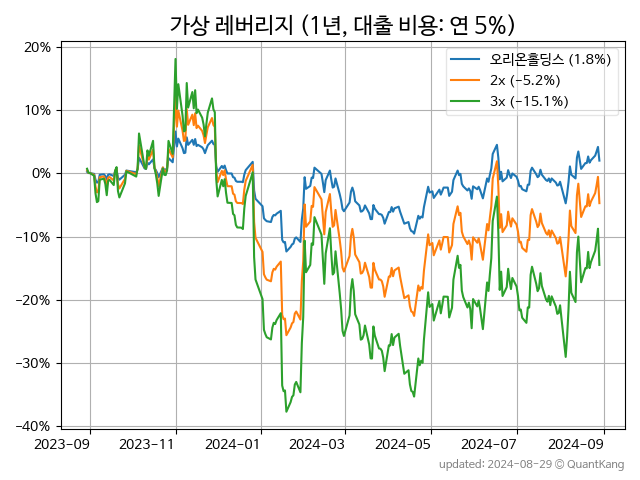 가상 레버리지 (1년, 대출 비용: 연 5%)
오리온홀딩스 (1.8%)
2x (−5.2%)
3x (−15.1%)
20%
10%
0%
−10%
−20%
−30%
−40%
2023-09 2023-11 2024-01 2024-03 2024-05 2024-07 2024-09
updated: 2024-08-29 © QuantKang